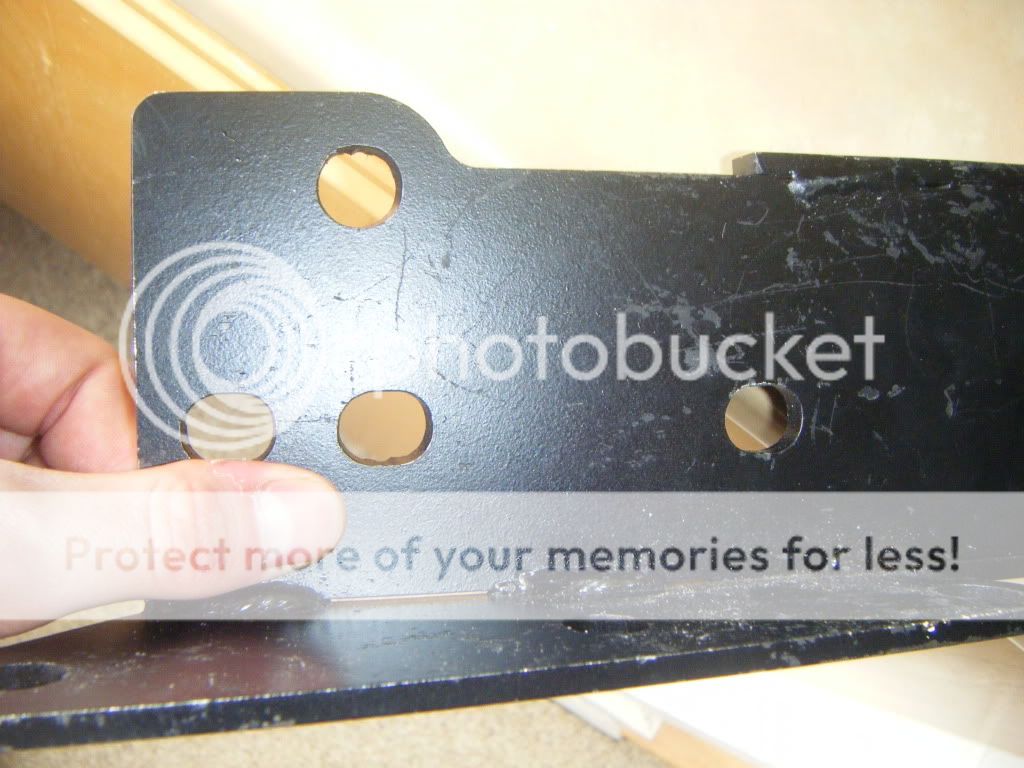 photobucket
Protect more of your memories for less!